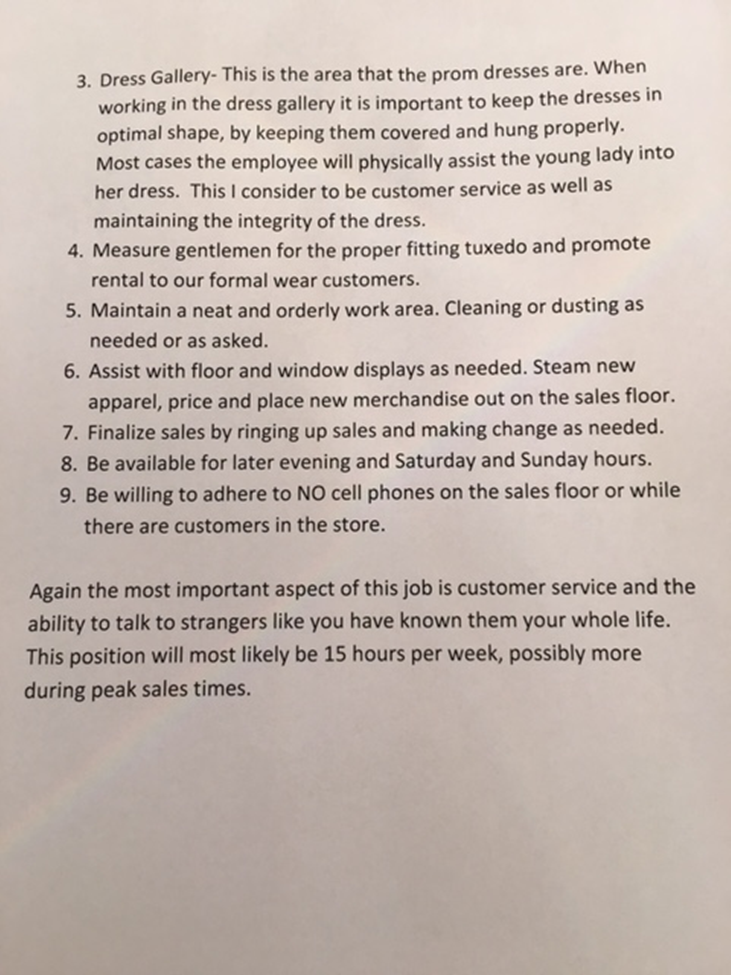 3. Dress Gallery- This is the area that the prom dresses are. When
working in the dress gallery it is important to keep the dresses in
optimal shape, by keeping them covered and hung properly.
Most cases the employee will physically assist the young lady into
her dress.  This I consider to be customer service as well as
maintaining the integrity of the dress.
4. Measure gentlemen for the proper fitting tuxedo and promote
rental to our formal wear customers.
5. Maintain a neat and orderly work area. Cleaning or dusting as
needed or as asked.
6. Assist with floor and window displays as needed. Steam new
apparel, price and place new merchandise out on the sales floor.
7. Finalize sales by ringing up sales and making change as needed.
8. Be available for later evening and Saturday and Sunday hours.
9. Be willing to adhere to NO cell phones on the sales floor or while
there are customers in the store.
Again the most important aspect of this job is customer service and the
ability to talk to strangers like you have known them your whole life.
This position will most likely be 15 hours per week, possibly more
during peak sales times.